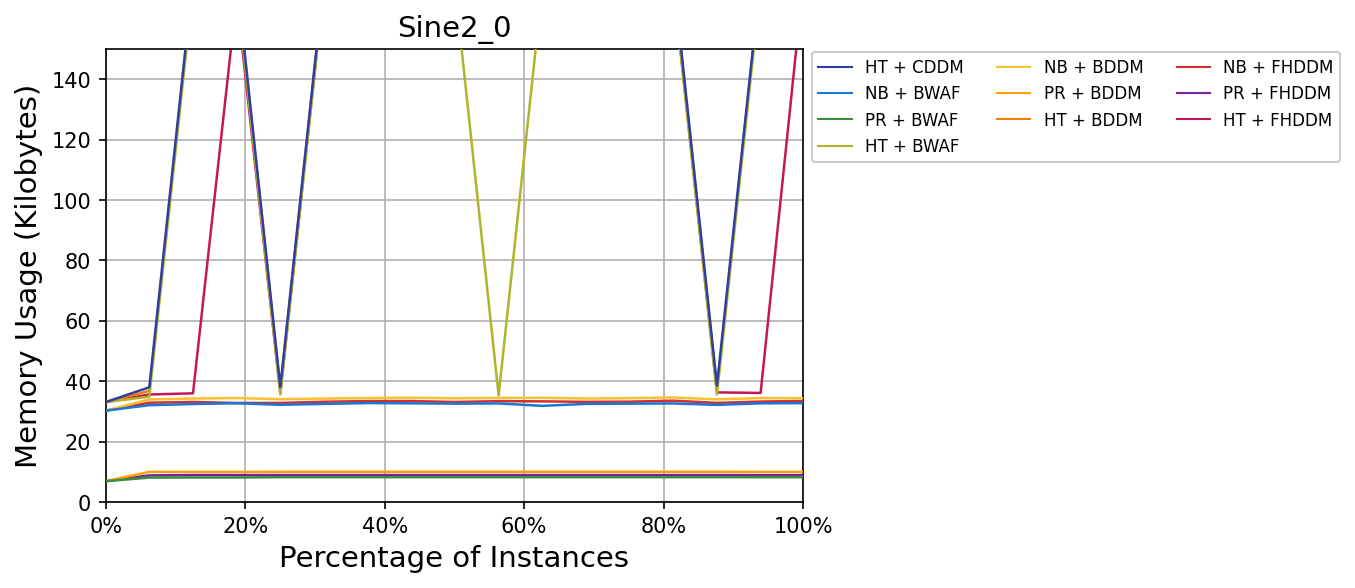 Sine2_0
Memory Usage (Kilobytes)
140
120
100
80
60
40
20
0
0%
20%
40%
60%
80%
100%
Percentage of Instances
HT + CDDM
NB + BWAF
PR + BWAF
HT + BWAF
NB + BDDM
PR + BDDM
HT + BDDM
NB + FHDDM
PR + FHDDM
HT + FHDDM